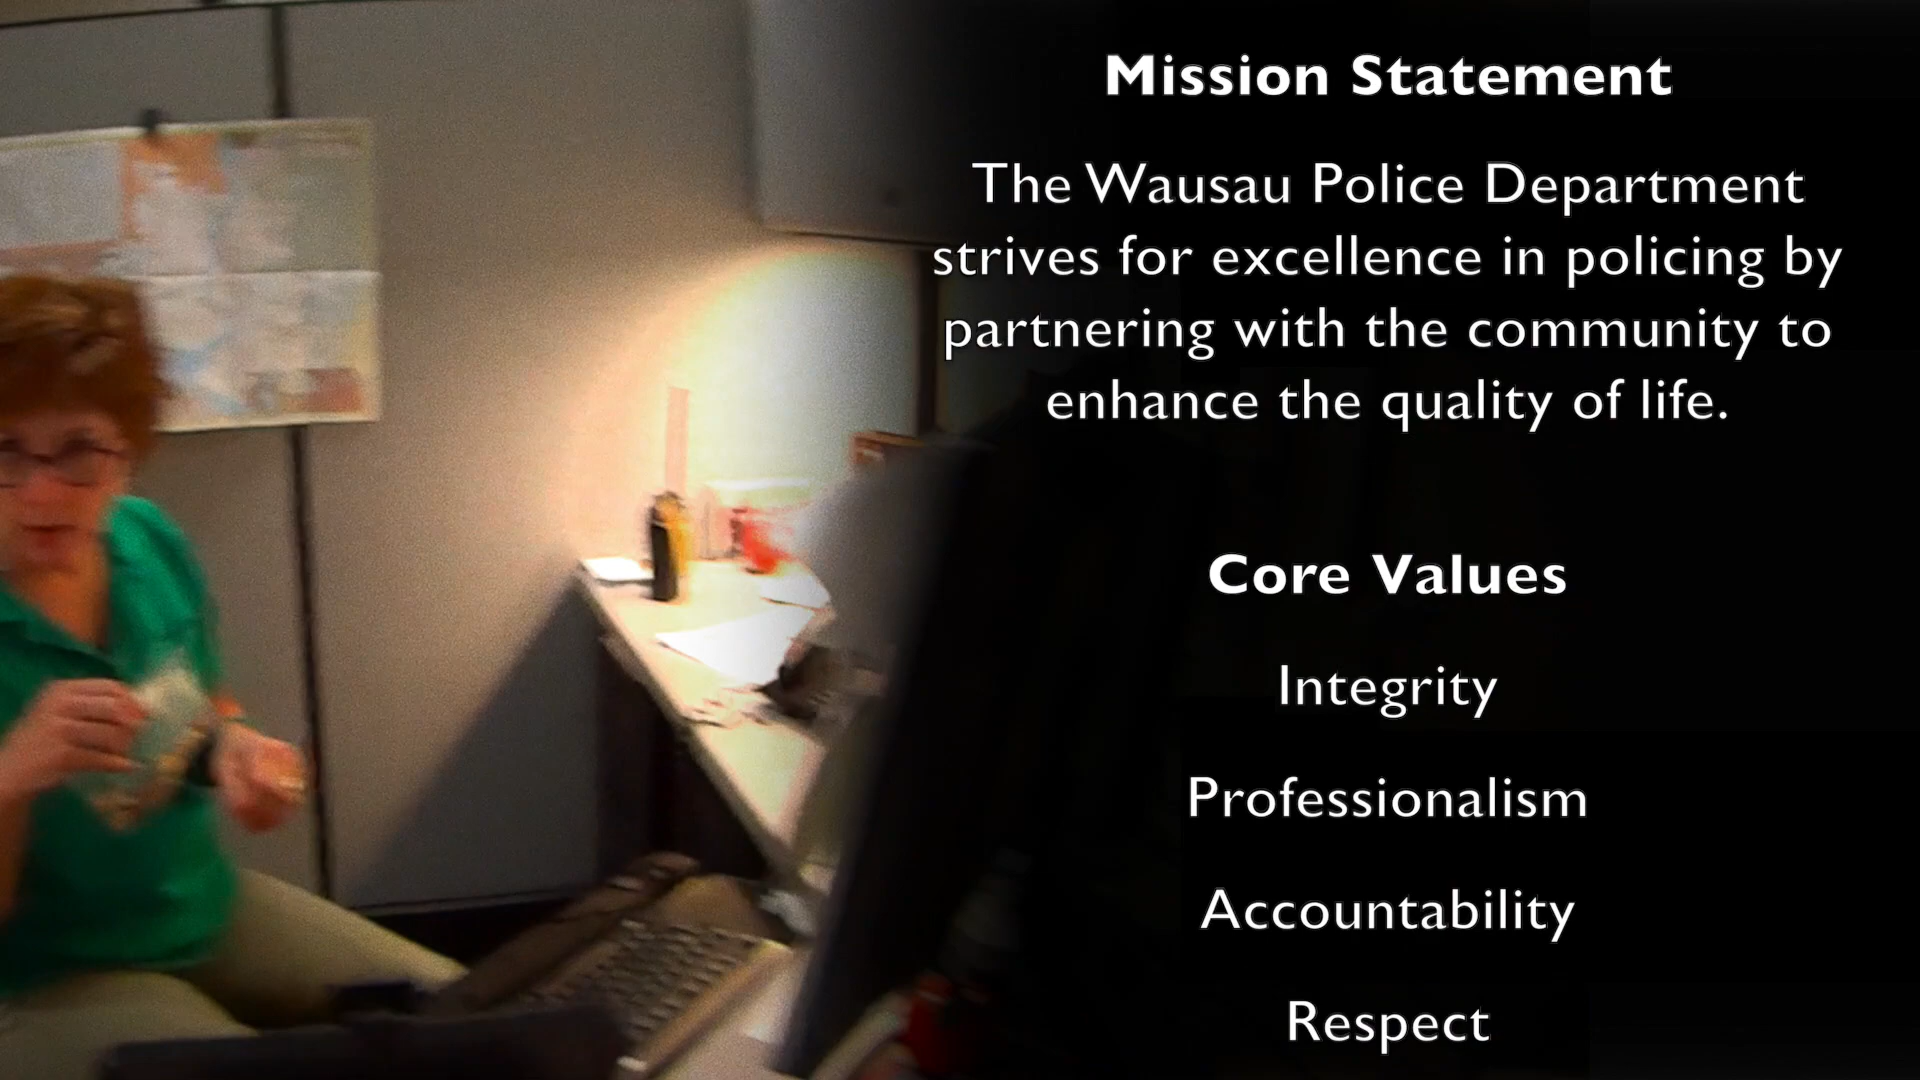 Mission Statement
The Wausau Police Department
strives for excellence in policing by
partnering with the community to
enhance the quality of life.
Core Values
Integrity
Professionalism
Accountability
Respect